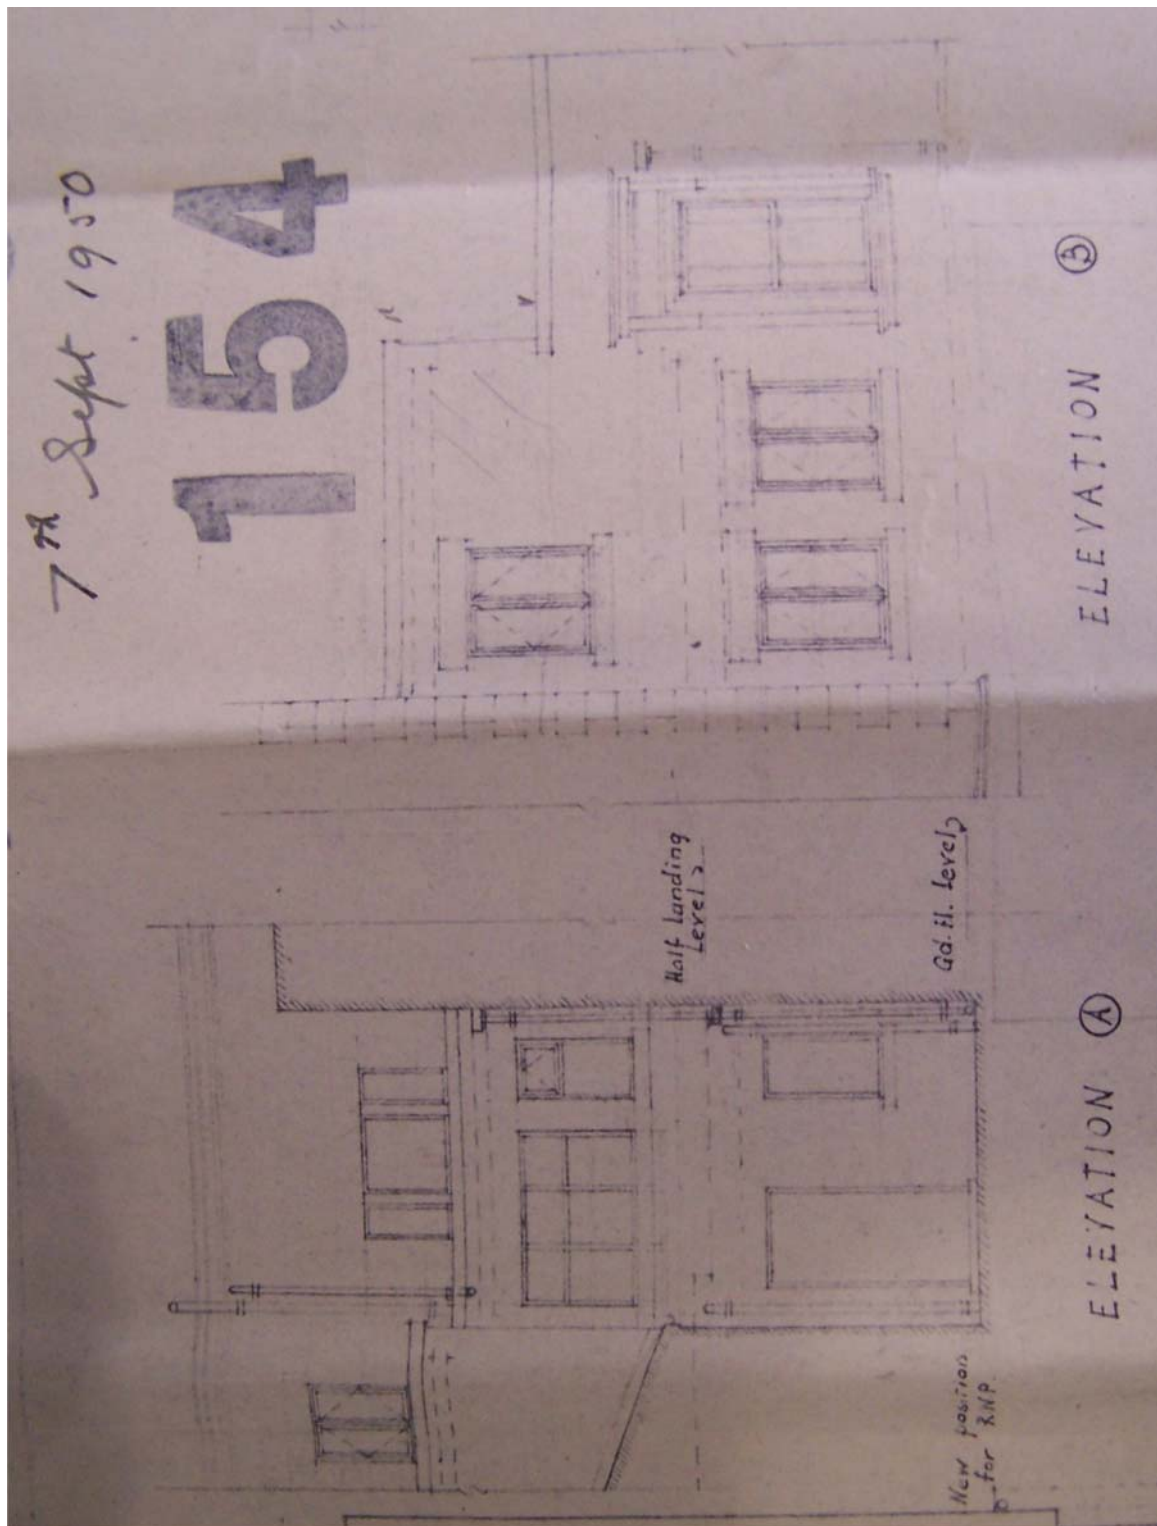 7th Sept 1950
154
Half landing
Level
Gd. fl. Level
New position
for RWP.
ELEVATION A
ELEVATION B